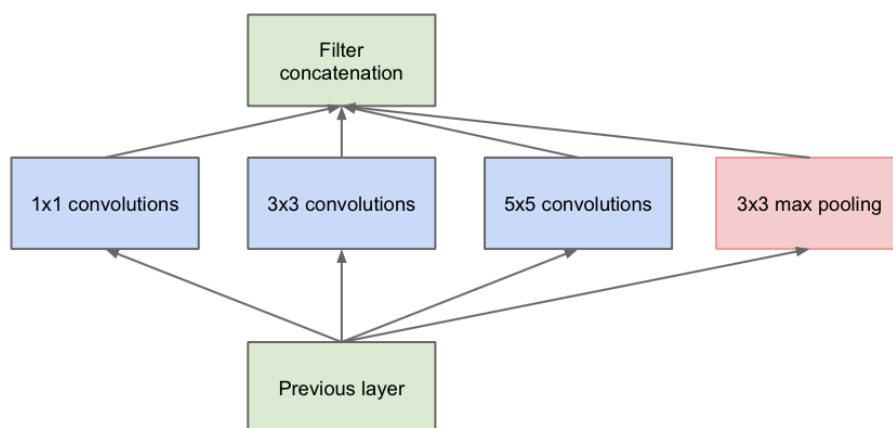 Filter
concatenation
1x1 convolutions
3x3 convolutions
5x5 convolutions
3x3 max pooling
Previous layer